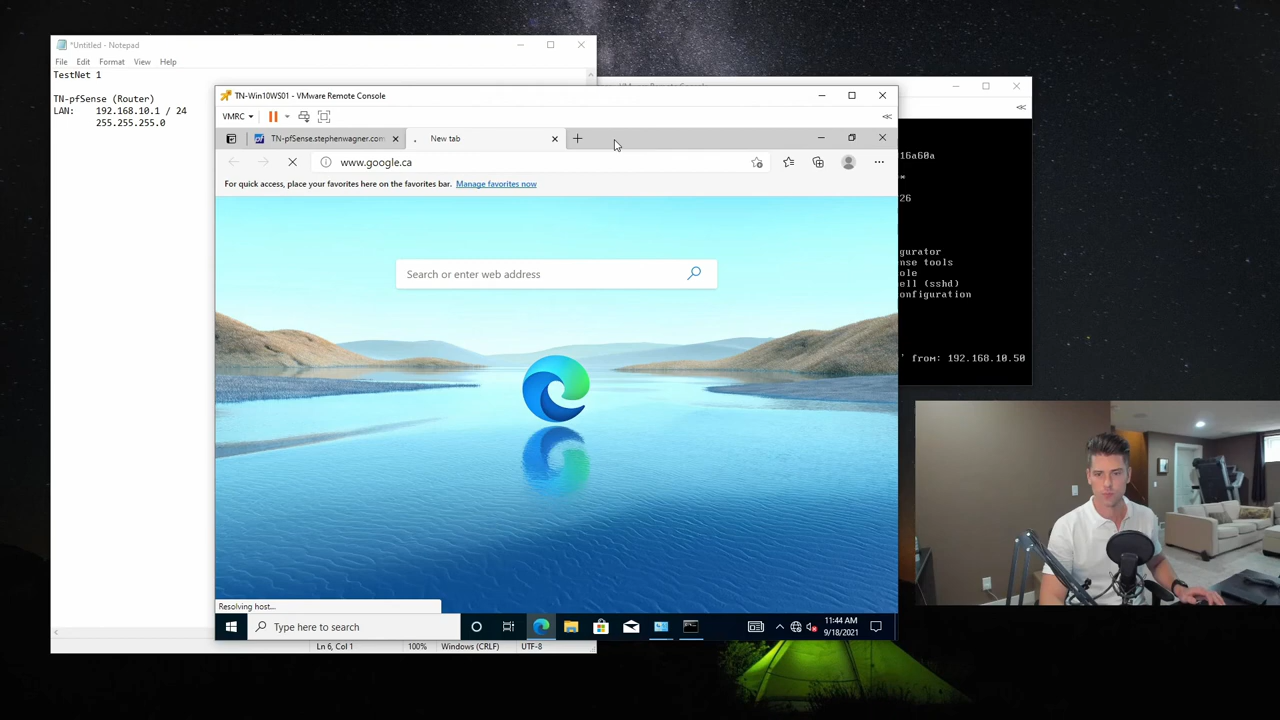 *Untitled - Notepad
File Edit Format View Help
TestNet 1
TN-pfSense (Router)
LAN: 192.168.10.1 / 24
255.255.255.0
Ln 6, Col 1 100% Windows (CRLF) UTF-8
TN-Win10WS01 - VMware Remote Console
VMRC
TN-pfSense.stephenwagner.com
New tab
www.google.ca
For quick access, place your favorites here on the favorites bar. Manage favorites now
Search or enter web address
Resolving host...
Type here to search
11:44 AM
9/18/2021
16a60a
*
26
gurator
nse tools
ole
ell (sshd)
onfiguration
' from: 192.168.10.50